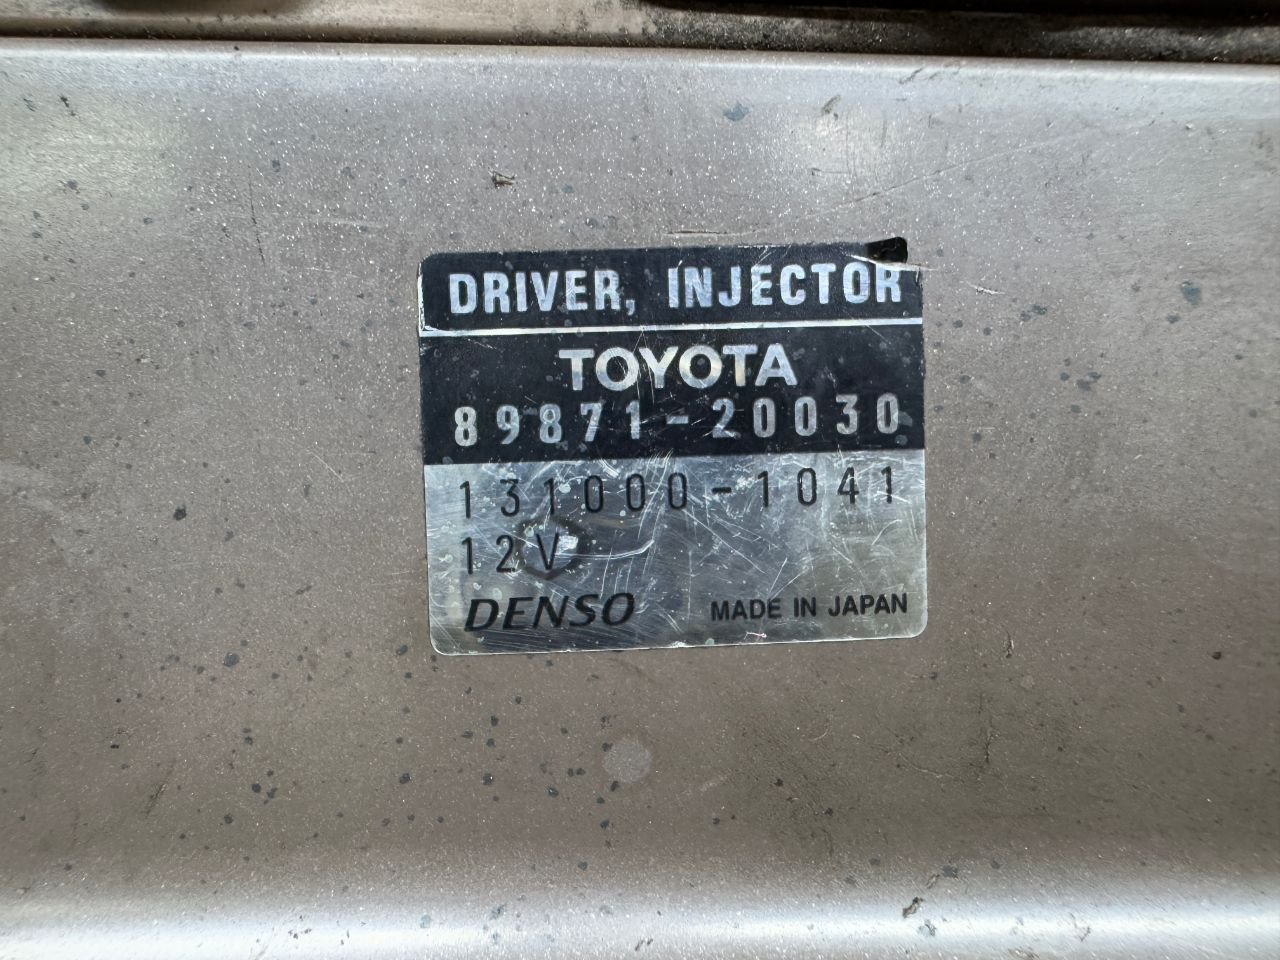 DRIVER, INJECTOR
TOYOTA
89871-20030
131000-1041
12V
DENSO MADE IN JAPAN